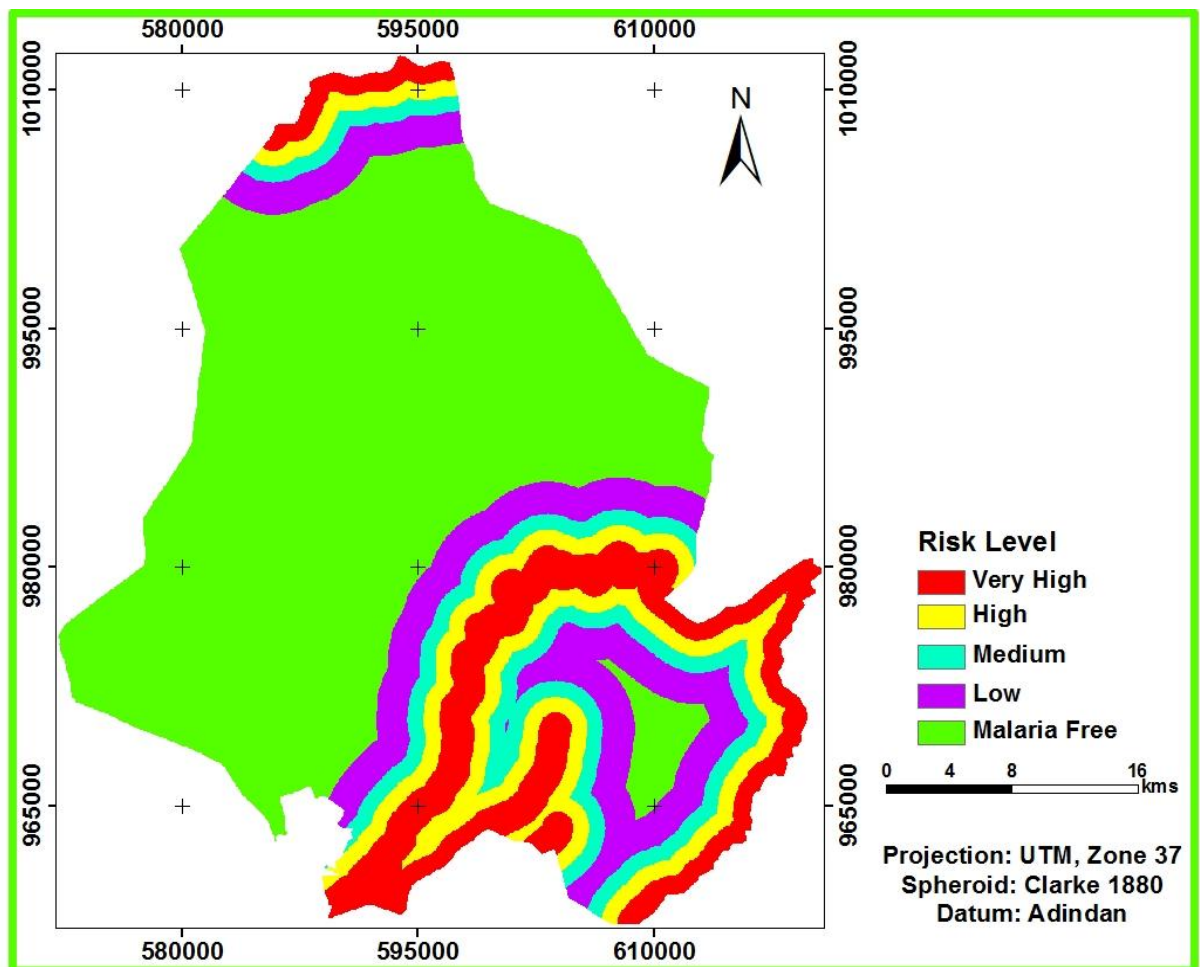 580000 595000 610000
1010000 1010000
N
995000 995000
980000 980000
965000 965000
Risk Level
Very High
High
Medium
Low
Malaria Free
0 4 8 16
kms
Projection: UTM, Zone 37
Spheroid: Clarke 1880
Datum: Adindan
580000 595000 610000